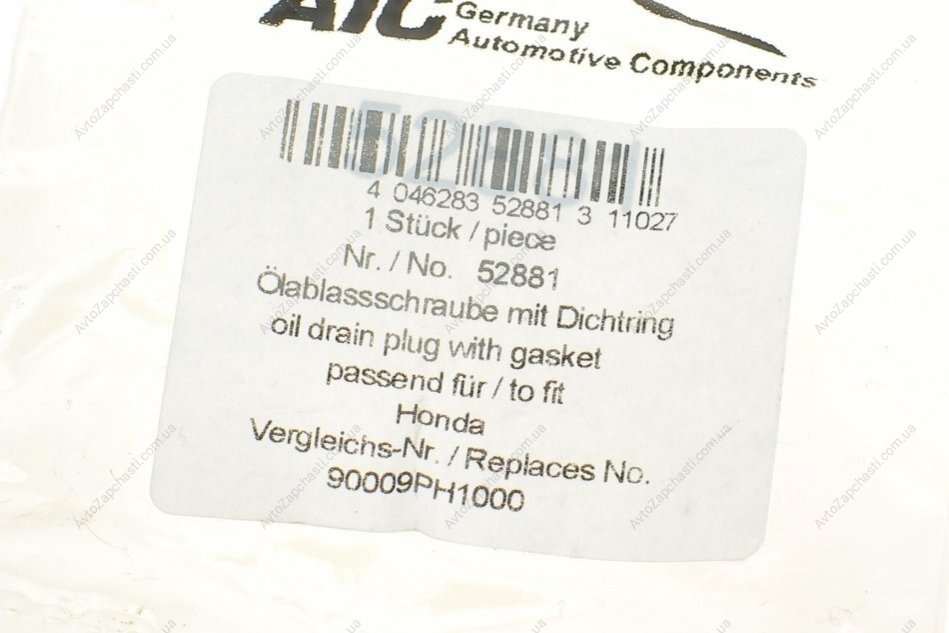 AIC Germany
Automotive Components
52881
4 046283 52881 3 11027
1 Stück / piece
Nr. / No. 52881
Ölablassschraube mit Dichtring
oil drain plug with gasket
passend für / to fit
Honda
Vergleichs-Nr. / Replaces No.
90009PH1000
AvtoZapchasti.com.ua